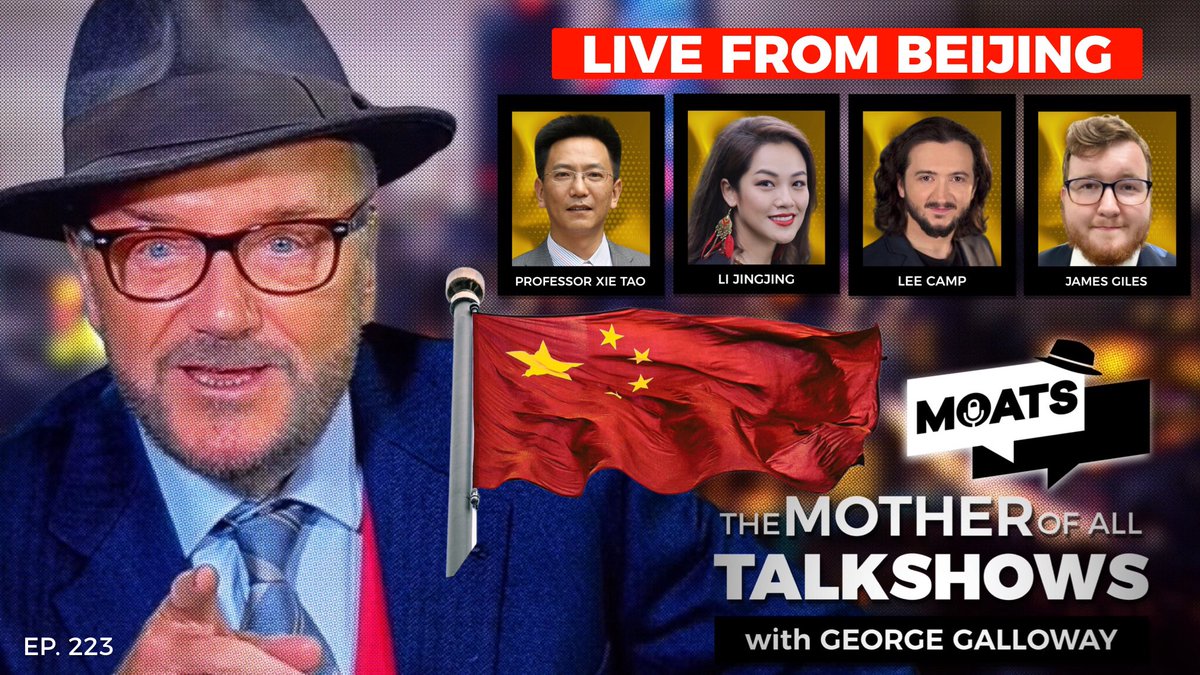 LIVE FROM BEIJING
PROFESSOR XIE TAO
LI JINGJING
LEE CAMP
JAMES GILES
MOATS
THE MOTHER OF ALL
TALKSHOWS
with GEORGE GALLOWAY
EP. 223